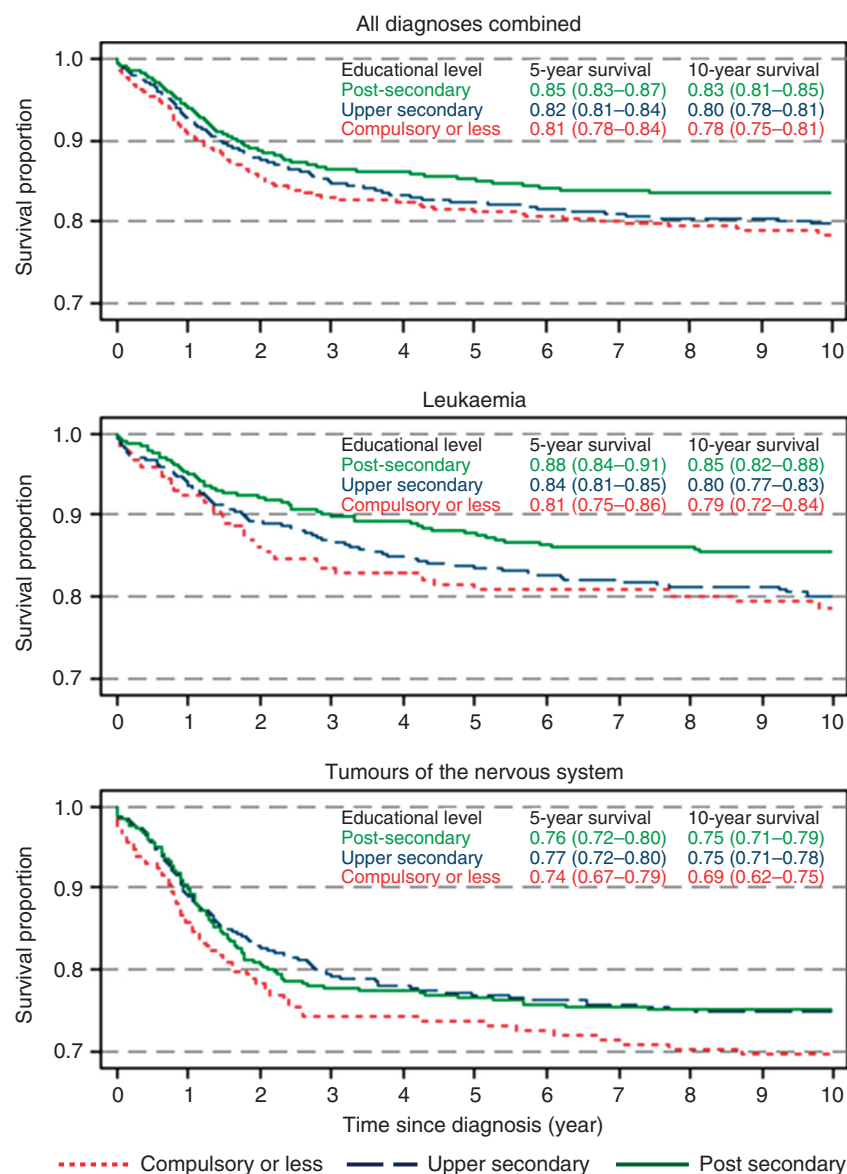 All diagnoses combined
Survival proportion
1.0
0.9
0.8
0.7
Educational level 5-year survival 10-year survival
Post-secondary 0.85 (0.83–0.87) 0.83 (0.81–0.85)
Upper secondary 0.82 (0.81–0.84) 0.80 (0.78–0.81)
Compulsory or less 0.81 (0.78–0.84) 0.78 (0.75–0.81)
0 1 2 3 4 5 6 7 8 9 10
Leukaemia
Survival proportion
1.0
0.9
0.8
0.7
Educational level 5-year survival 10-year survival
Post-secondary 0.88 (0.84–0.91) 0.85 (0.82–0.88)
Upper secondary 0.84 (0.81–0.85) 0.80 (0.77–0.83)
Compulsory or less 0.81 (0.75–0.86) 0.79 (0.72–0.84)
0 1 2 3 4 5 6 7 8 9 10
Tumours of the nervous system
Survival proportion
1.0
0.9
0.8
0.7
Educational level 5-year survival 10-year survival
Post-secondary 0.76 (0.72–0.80) 0.75 (0.71–0.79)
Upper secondary 0.77 (0.72–0.80) 0.75 (0.71–0.78)
Compulsory or less 0.74 (0.67–0.79) 0.69 (0.62–0.75)
0 1 2 3 4 5 6 7 8 9 10
Time since diagnosis (year)
Compulsory or less Upper secondary Post secondary